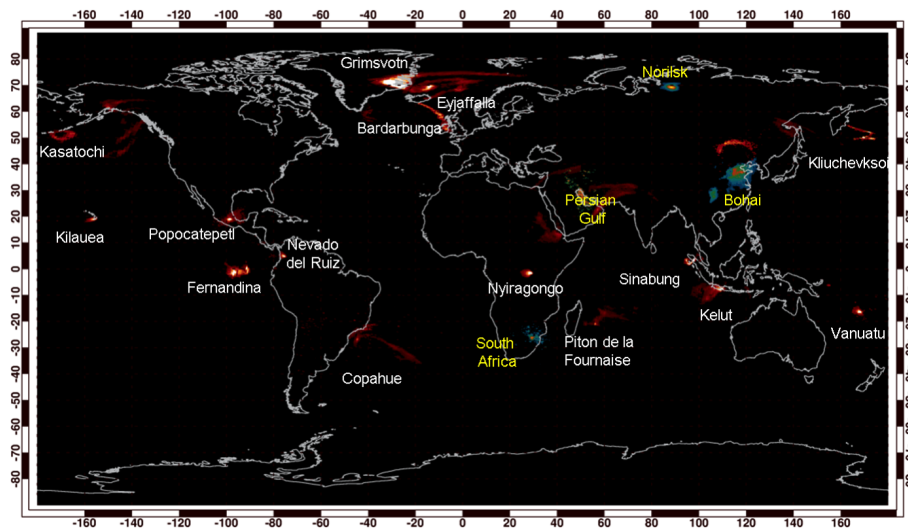 -160 -140 -120 -100 -80 -60 -40 -20 0 20 40 60 80 100 120 140 160
80
70
60
50
40
30
20
10
0
-10
-20
-30
-40
-50
-60
-70
-80
Grimsvotn
Norilsk
Eyjaffalla
Bardarbunga
Kasatochi
Kliuchevksoi
Persian
Gulf
Bohai
Kilauea
Popocatepetl
Nevado
del Ruiz
Fernandina
Nyiragongo
Sinabung
Kelut
Vanuatu
South
Africa
Piton de la
Fournaise
Copahue
-160 -140 -120 -100 -80 -60 -40 -20 0 20 40 60 80 100 120 140 160